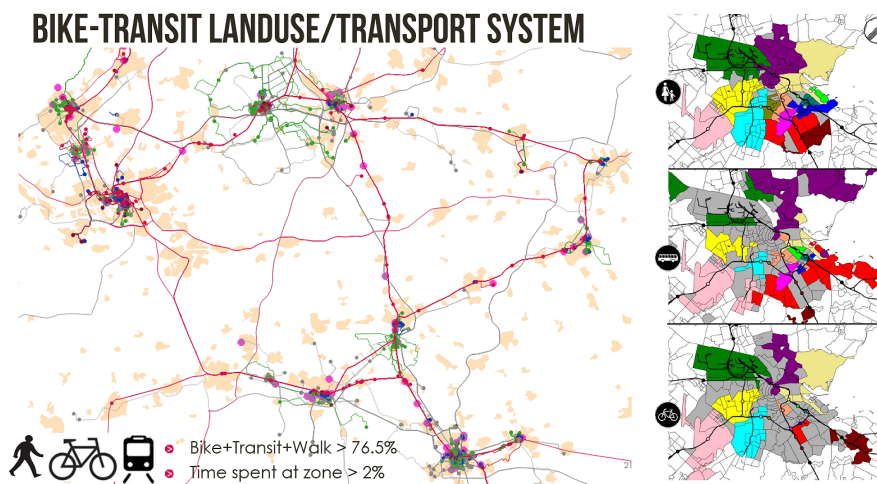 BIKE-TRANSIT LANDUSE/TRANSPORT SYSTEM
Bike+Transit+Walk > 76.5%
Time spent at zone > 2%
21